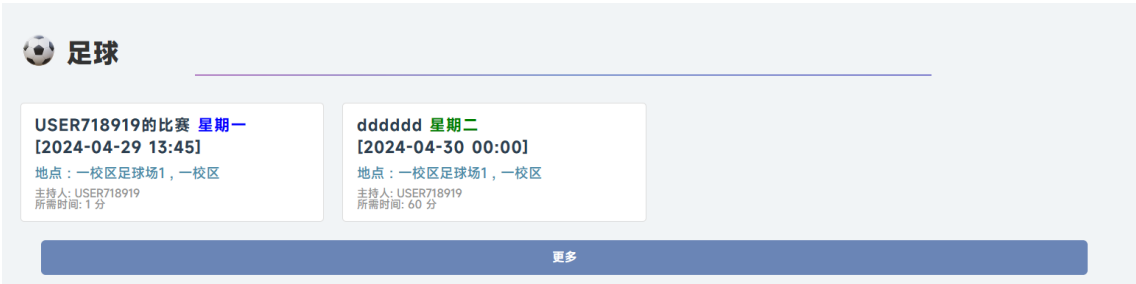 足球
USER718919的比赛 星期一
[2024-04-29 13:45]
地点：一校区足球场1，一校区
主持人: USER718919
所需时间: 1 分
dddddd 星期二
[2024-04-30 00:00]
地点：一校区足球场1，一校区
主持人: USER718919
所需时间: 60 分
更多